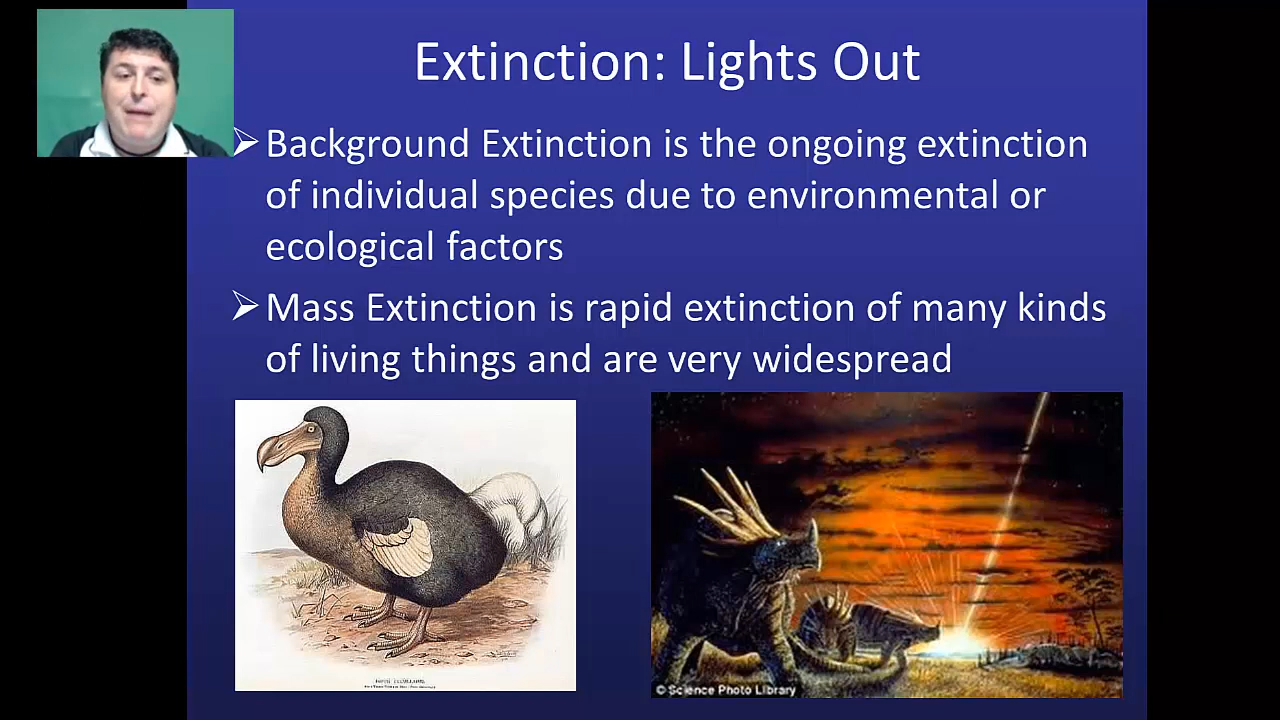 Extinction: Lights Out
➢Background Extinction is the ongoing extinction
of individual species due to environmental or
ecological factors
➢Mass Extinction is rapid extinction of many kinds
of living things and are very widespread
© Science Photo Library